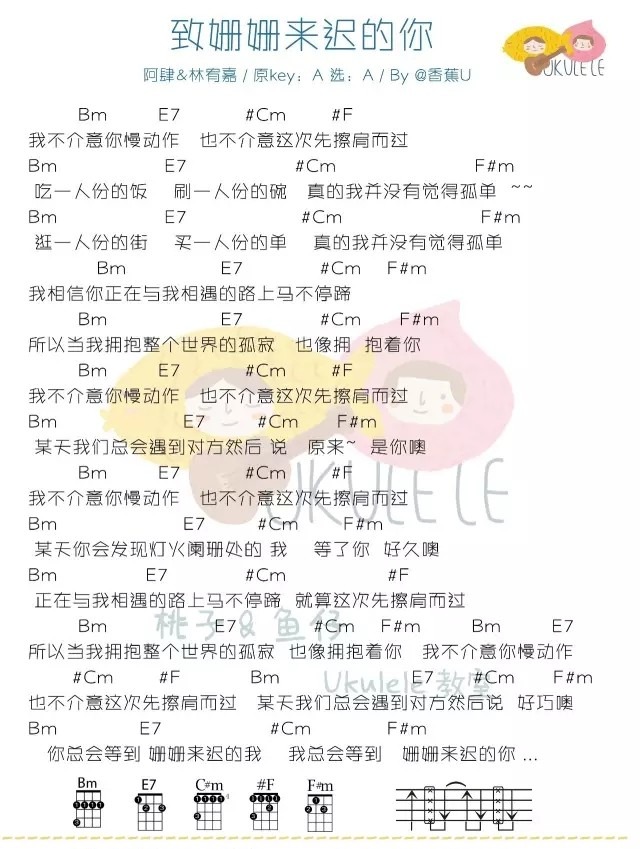 致姗姗来迟的你
UKULELE
阿肆&林宥嘉 / 原key：A 选：A / By @香蕉U
Bm E7 #Cm #F
我不介意你慢动作 也不介意这次先擦肩而过
Bm E7 #Cm F#m
吃一人份的饭 刷一人份的碗 真的我并没有觉得孤单 ~~
Bm E7 #Cm F#m
逛一人份的街 买一人份的单 真的我并没有觉得孤单
Bm E7 #Cm F#m
我相信你正在与我相遇的路上马不停蹄
Bm E7 #Cm F#m
所以当我拥抱整个世界的孤寂 也像拥 抱着你
Bm E7 #Cm #F
我不介意你慢动作 也不介意这次先擦肩而过
Bm E7 #Cm F#m
某天我们总会遇到对方然后 说 原来~ 是你噢
Bm E7 #Cm #F
我不介意你慢动作 也不介意这次先擦肩而过
UKULELE
Bm E7 #Cm F#m
某天你会发现灯火阑珊处的 我 等了你 好久噢
Bm E7 #Cm #F
正在与我相遇的路上马不停蹄 就算这次先擦肩而过
桃子 & 鱼仔
Bm E7 #Cm F#m Bm E7
所以当我拥抱整个世界的孤寂 也像拥抱着你 我不介意你慢动作
Ukulele 教室
#Cm #F Bm E7 #Cm
也不介意这次先擦肩而过 某天我们总会遇到对方然后说 好巧噢
Bm E7 #Cm F#m
你总会等到 姗姗来迟的我 我总会等到 姗姗来迟的你 ...
Bm E7 C#m #F F#m